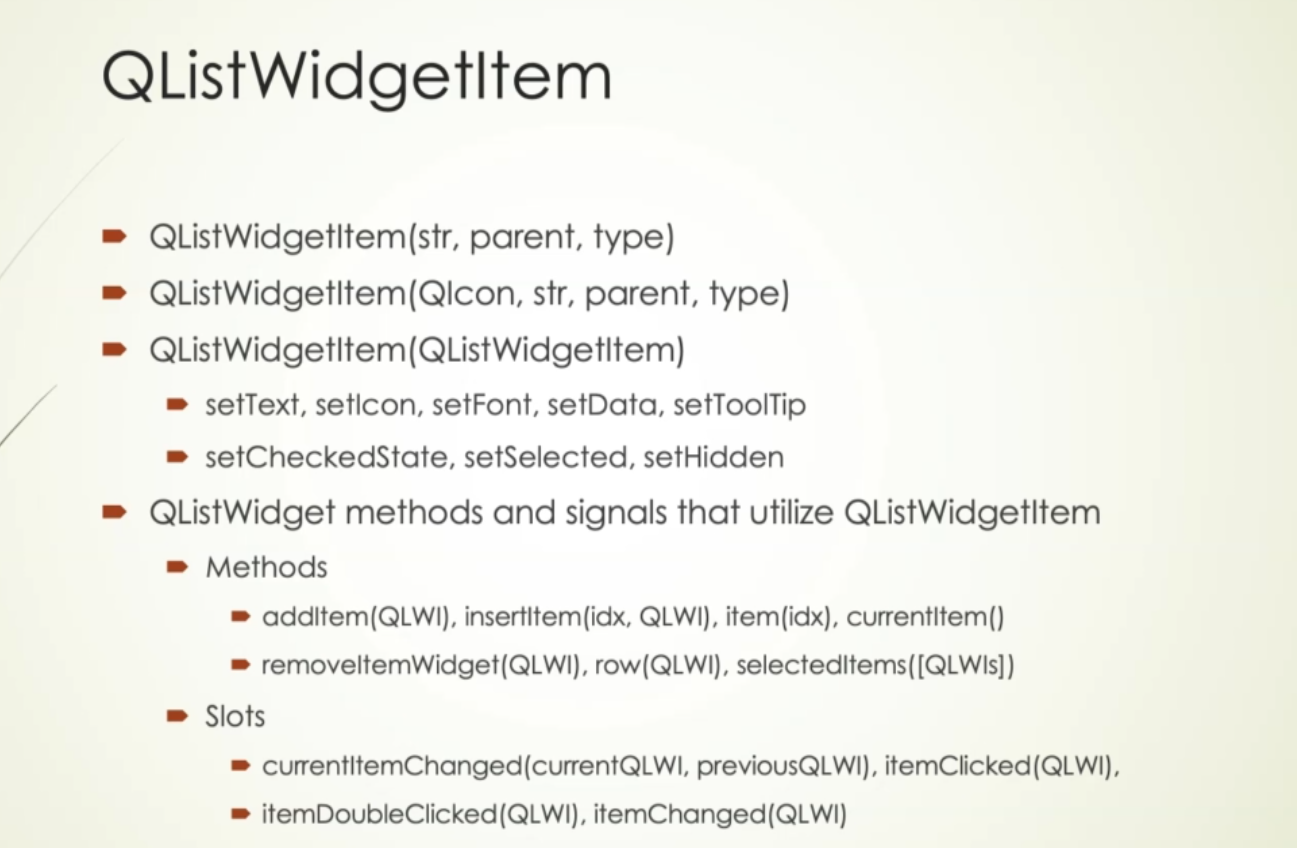 QListWidgetItem
QListWidgetItem(str, parent, type)
QListWidgetItem(QIcon, str, parent, type)
QListWidgetItem(QListWidgetItem)
setText, setIcon, setFont, setData, setToolTip
setCheckedState, setSelected, setHidden
QListWidget methods and signals that utilize QListWidgetItem
Methods
addItem(QLWI), insertItem(idx, QLWI), item(idx), currentItem()
removeItemWidget(QLWI), row(QLWI), selectedItems([QLWIs])
Slots
currentItemChanged(currentQLWI, previousQLWI), itemClicked(QLWI),
itemDoubleClicked(QLWI), itemChanged(QLWI)